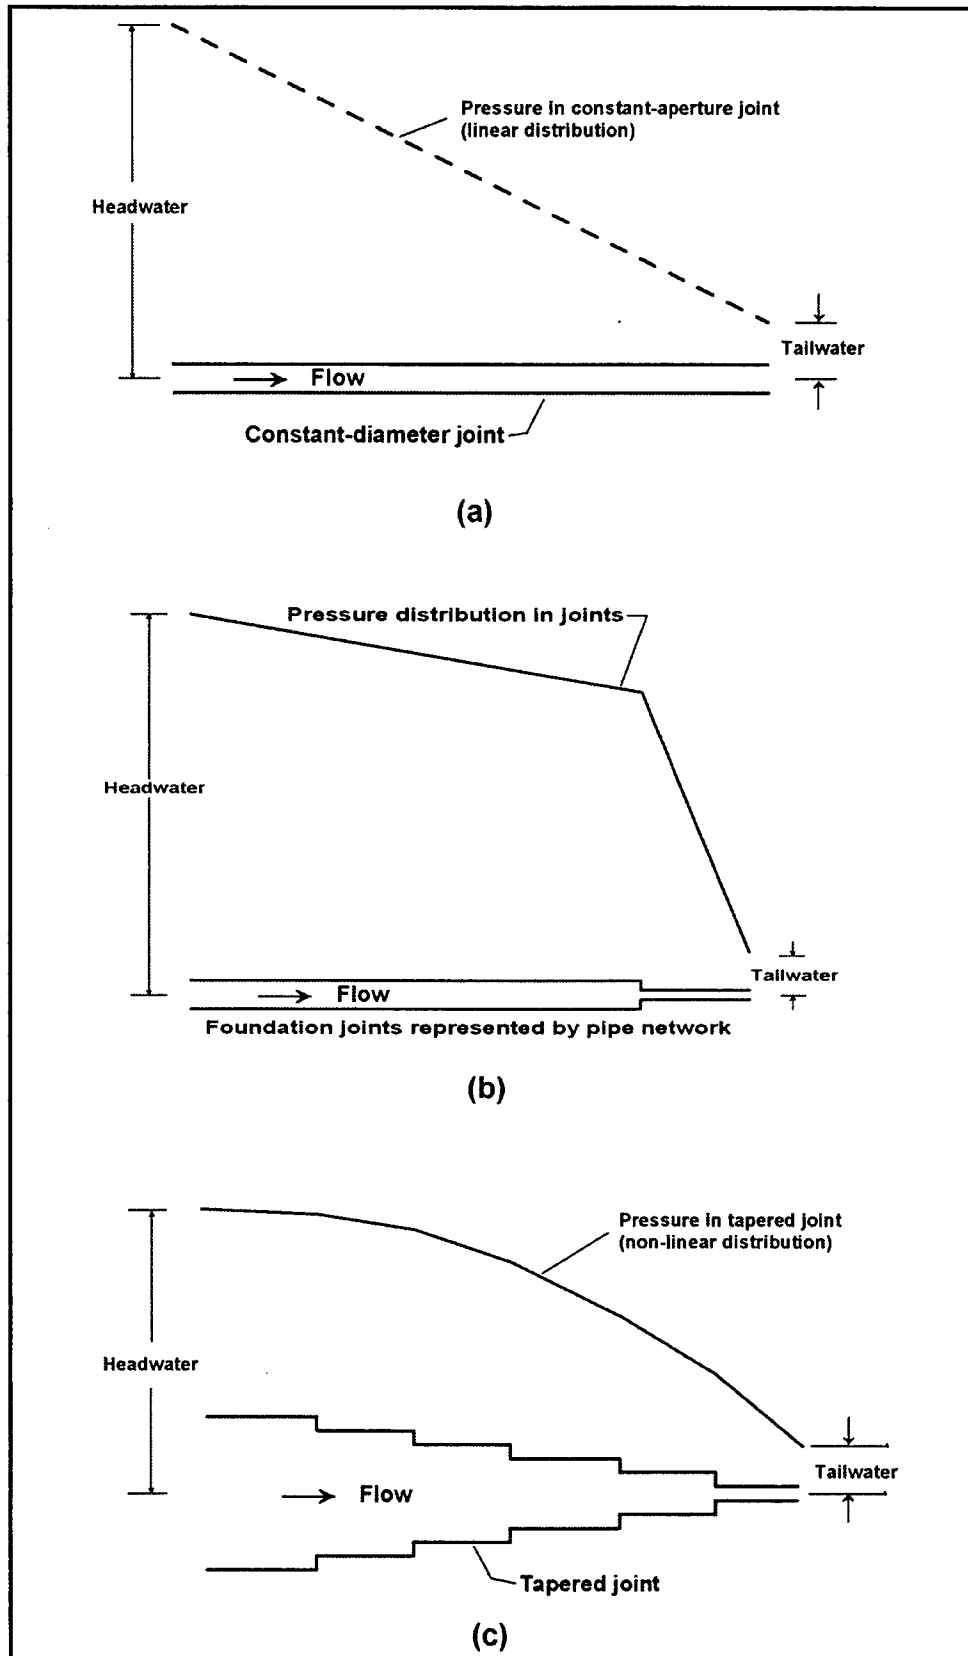 Pressure in constant-aperture joint
(linear distribution)
Headwater
Tailwater
Flow
Constant-diameter joint
(a)
Pressure distribution in joints
Headwater
Tailwater
Flow
Foundation joints represented by pipe network
(b)
Pressure in tapered joint
(non-linear distribution)
Headwater
Tailwater
Flow
Tapered joint
(c)